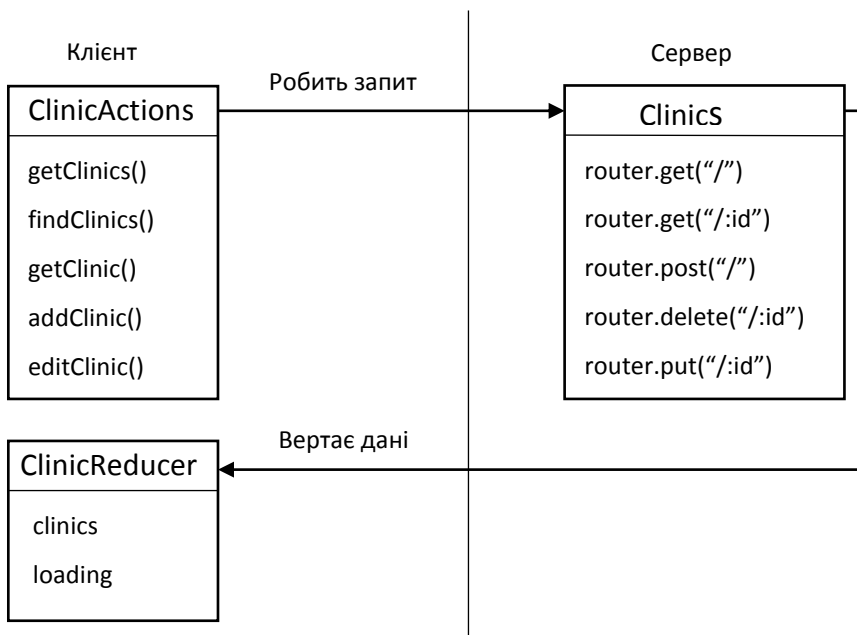 Клієнт
Сервер
Робить запит
ClinicActions
getClinics()
findClinics()
getClinic()
addClinic()
editClinic()
Clinics
router.get(“/”)
router.get(“/:id”)
router.post(“/”)
router.delete(“/:id”)
router.put(“/:id”)
Вертає дані
ClinicReducer
clinics
loading